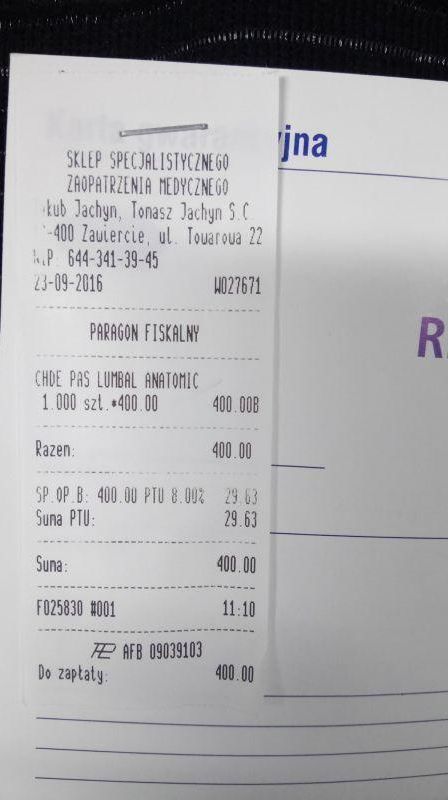 Karta gwarancyjna
SKLEP SPECJALISTYCZNEGO
ZAOPATRZENIA MEDYCZNEGO
kub Jachyn, Tomasz Jachyn S.C.
-400 Zawiercie, ul. Towarowa 22
N.P: 644-341-39-45
23-09-2016 W027671
PARAGON FISKALNY
CHDE PAS LUMBAL ANATOMIC
1.000 szt.*400.00 400.00B
Razem: 400.00
SP.OP.B: 400.00 PTU 8.00% 29.63
Suma PTU: 29.63
Suma: 400.00
F025830 #001 11:10
AFB 09039103
Do zapłaty: 400.00
R